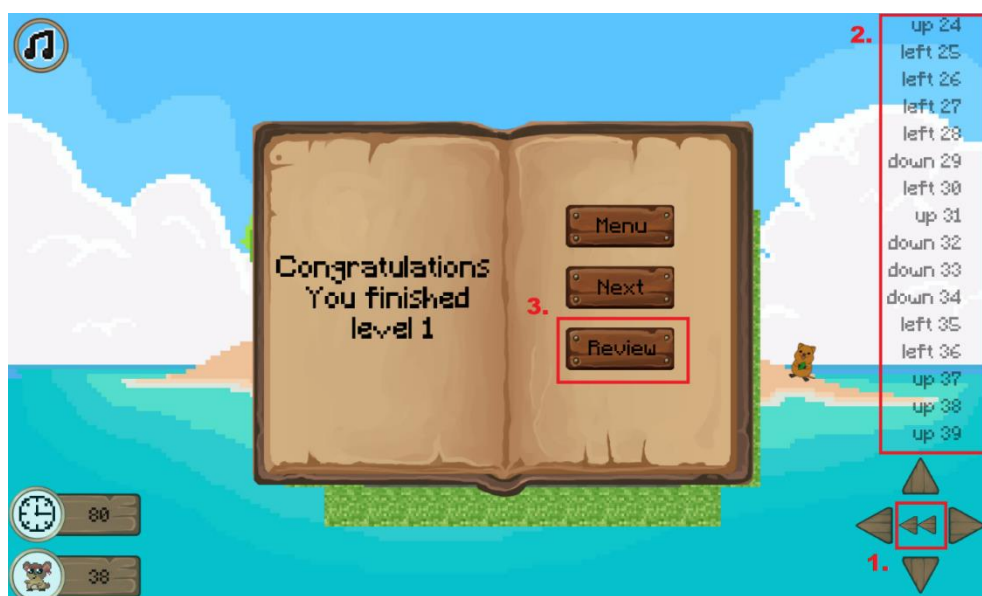 2.
up 24
left 25
left 26
left 27
left 28
down 29
left 30
up 31
down 32
down 33
down 34
left 35
left 36
up 37
up 38
up 39
Congratulations
You finished
level 1
Menu
Next
3.
Review
80
38
1.